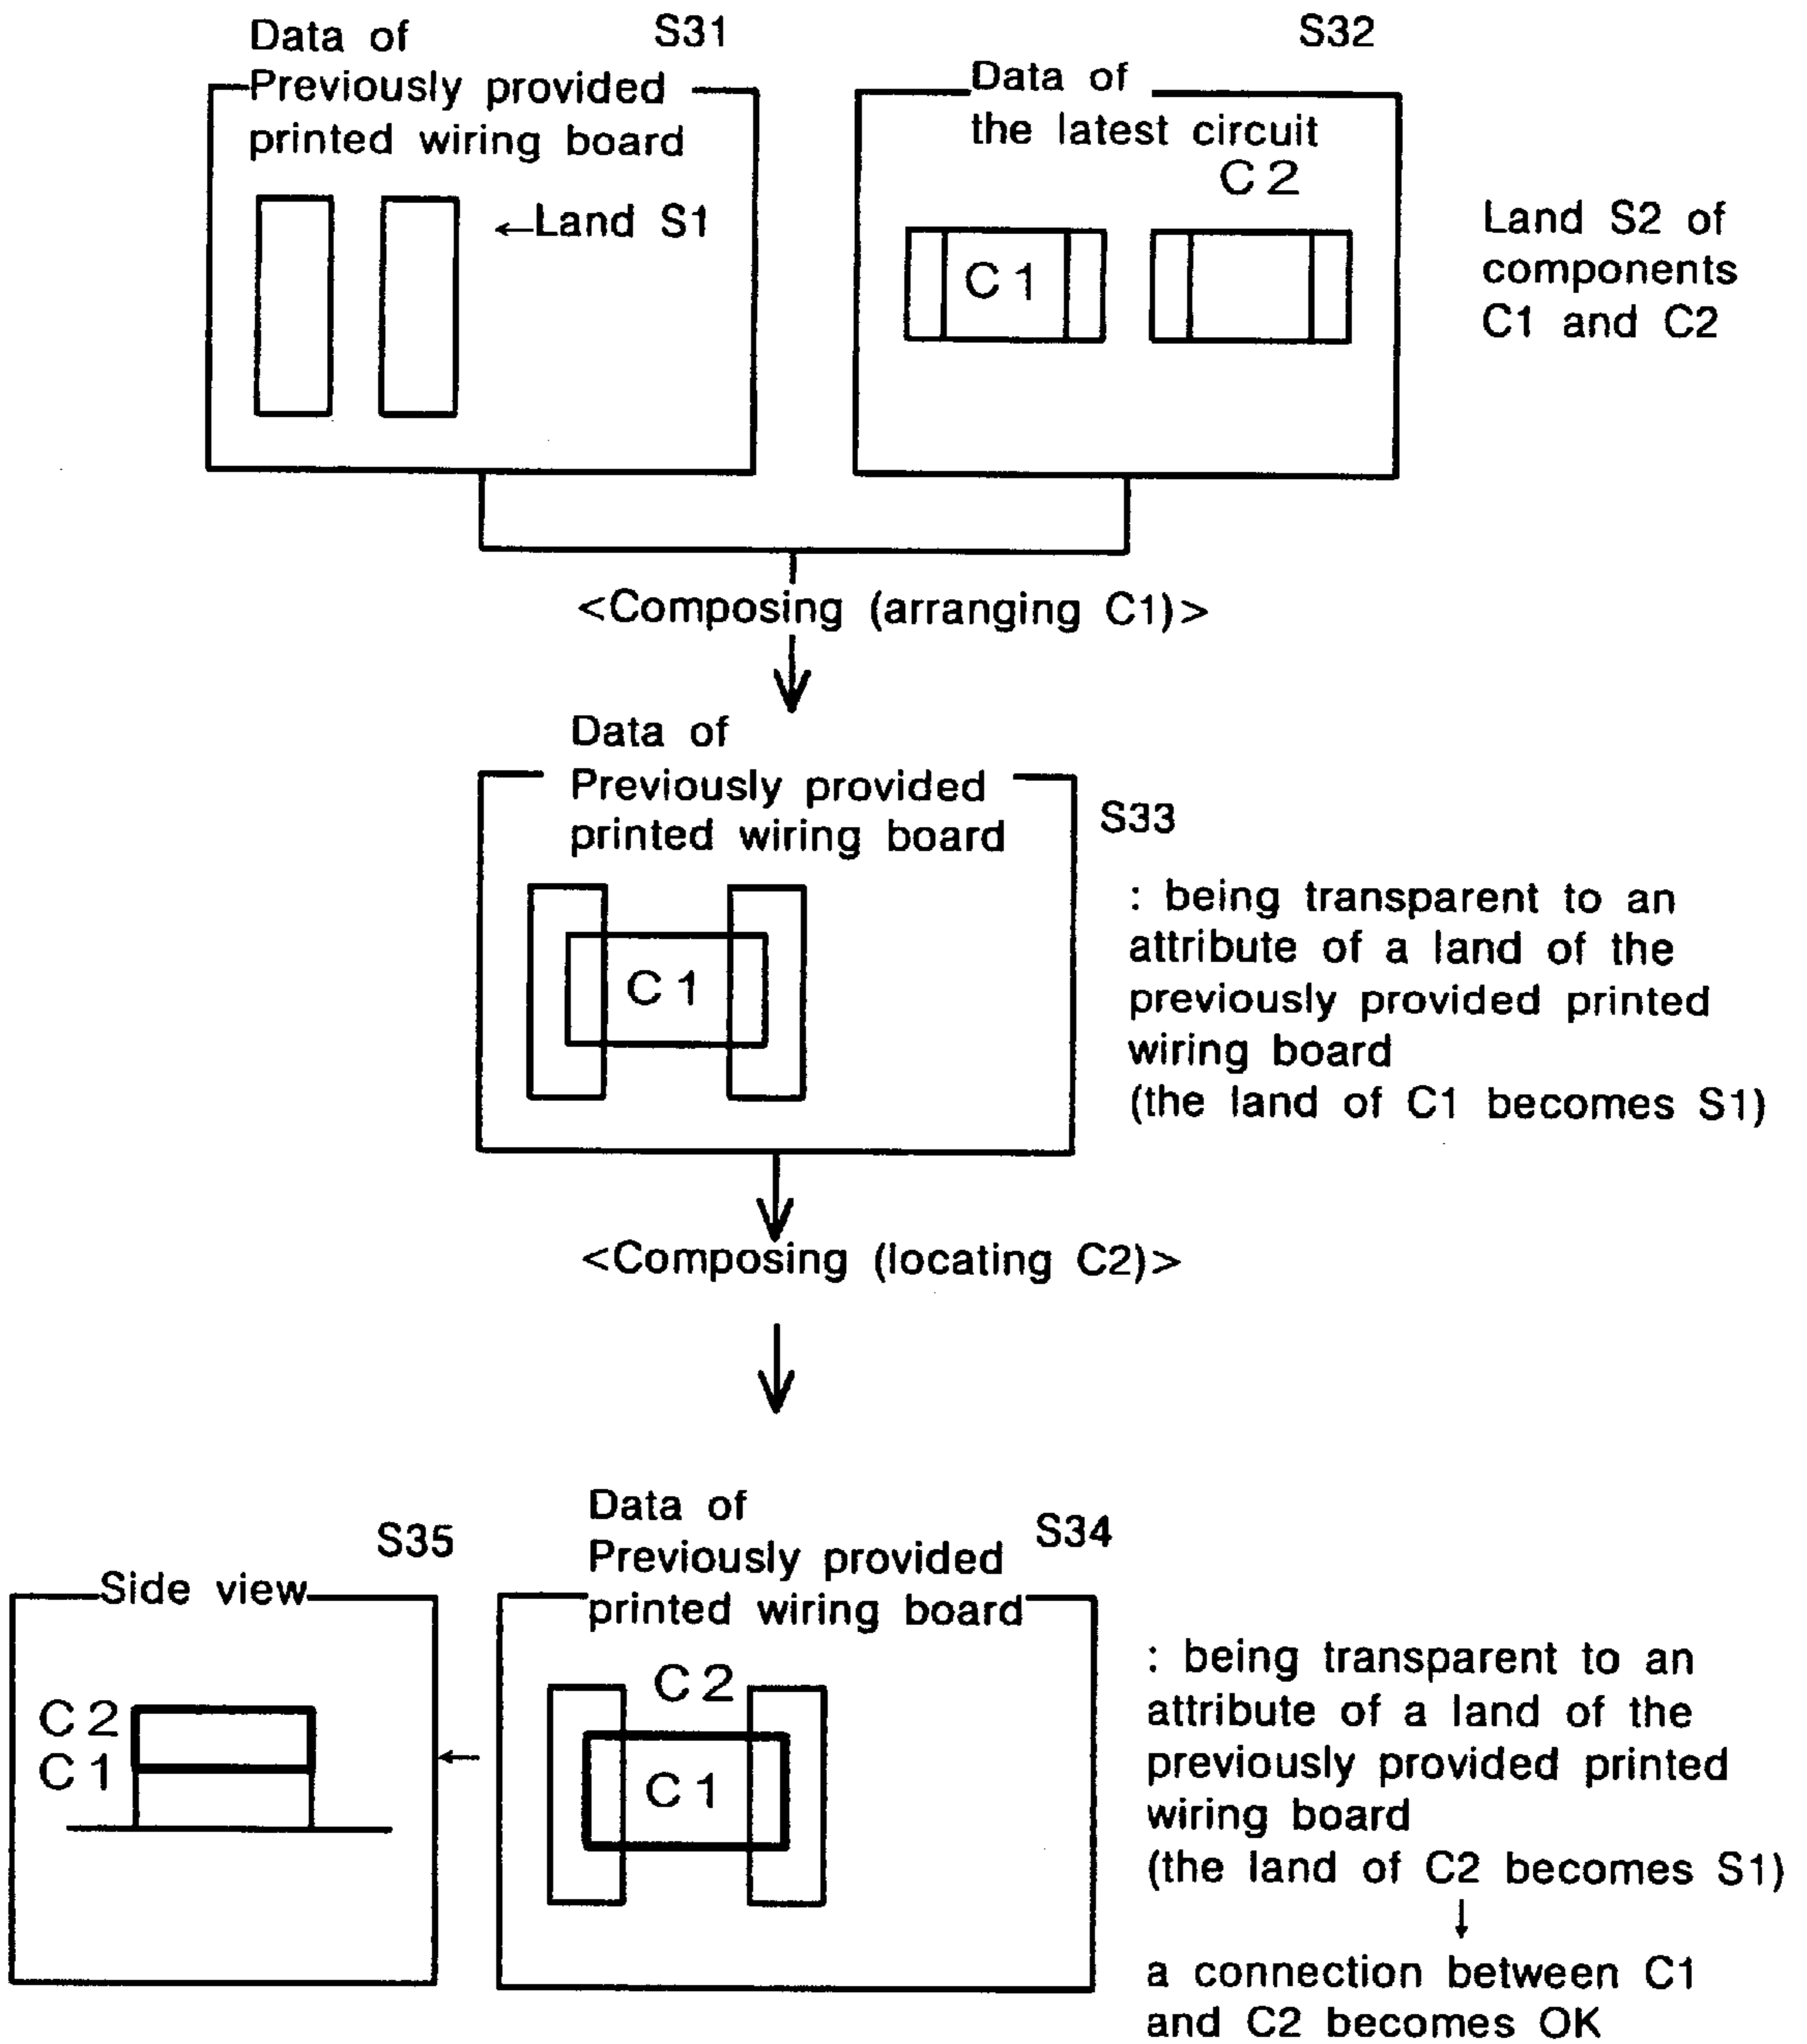 Data of
S31
Previously provided
printed wiring board
←Land S1
S32
Data of
the latest circuit
C2
C1
Land S2 of
components
C1 and C2
<Composing (arranging C1)>
Data of
Previously provided
printed wiring board
S33
C1
: being transparent to an
attribute of a land of the
previously provided printed
wiring board
(the land of C1 becomes S1)
<Composing (locating C2)>
S35
Side view
C2
C1
Data of
S34
Previously provided
printed wiring board
C2
C1
: being transparent to an
attribute of a land of the
previously provided printed
wiring board
(the land of C2 becomes S1)
↓
a connection between C1
and C2 becomes OK